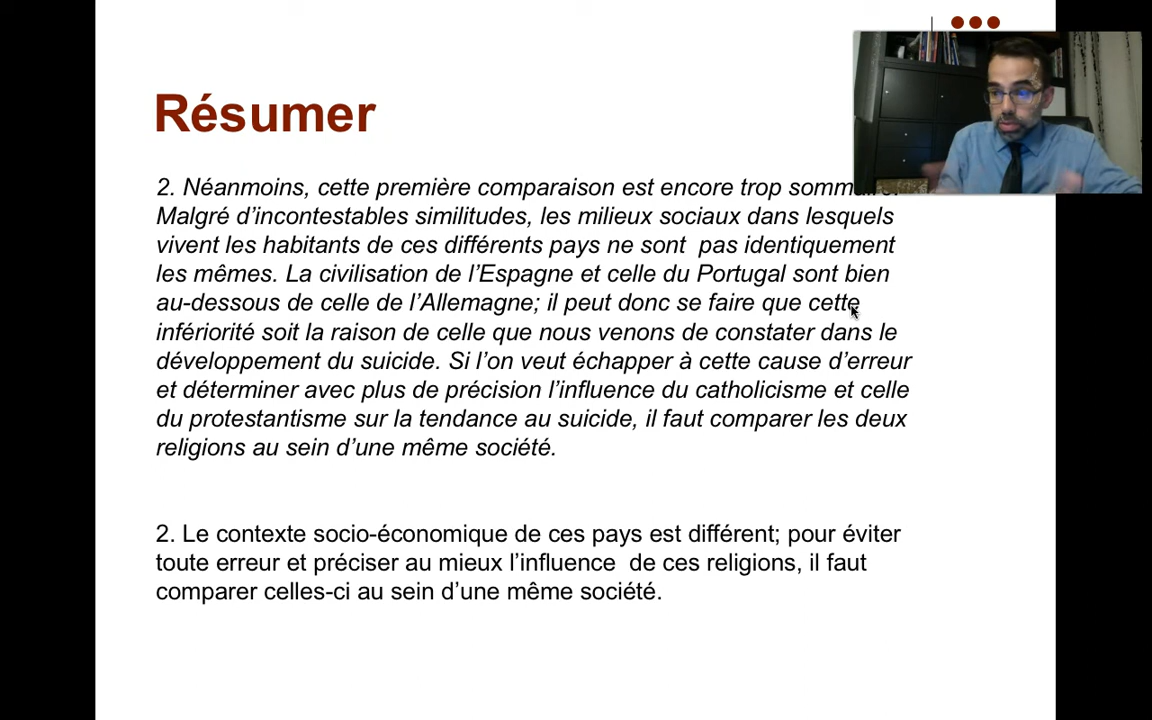 Résumer
2. Néanmoins, cette première comparaison est encore trop
Malgré d’incontestables similitudes, les milieux sociaux dans lesquels
vivent les habitants de ces différents pays ne sont  pas identiquement
les mêmes. La civilisation de l’Espagne et celle du Portugal sont bien
au-dessous de celle de l’Allemagne; il peut donc se faire que cette
infériorité soit la raison de celle que nous venons de constater dans le
développement du suicide. Si l’on veut échapper à cette cause d’erreur
et déterminer avec plus de précision l’influence du catholicisme et celle
du protestantisme sur la tendance au suicide, il faut comparer les deux
religions au sein d’une même société.
2. Le contexte socio-économique de ces pays est différent; pour éviter
toute erreur et préciser au mieux l’influence  de ces religions, il faut
comparer celles-ci au sein d’une même société.